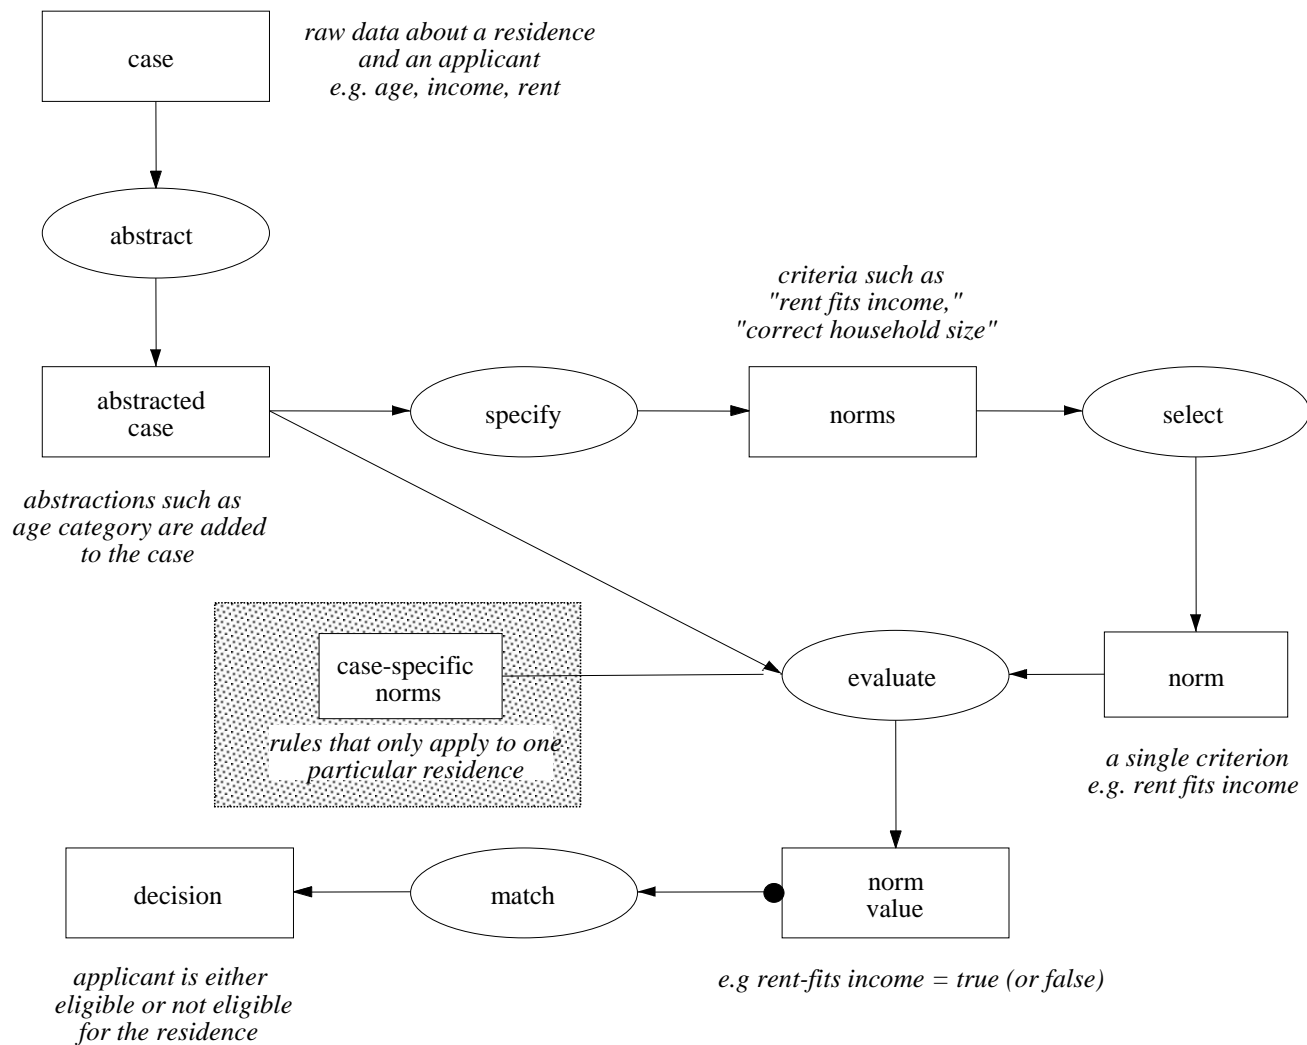 case
raw data about a residence
and an applicant
e.g. age, income, rent
abstract
criteria such as
"rent fits income,"
"correct household size"
abstracted
case
specify
norms
select
abstractions such as
age category are added
to the case
case-specific
norms
rules that only apply to one
particular residence
evaluate
norm
a single criterion
e.g. rent fits income
decision
match
norm
value
applicant is either
eligible or not eligible
for the residence
e.g rent-fits income = true (or false)